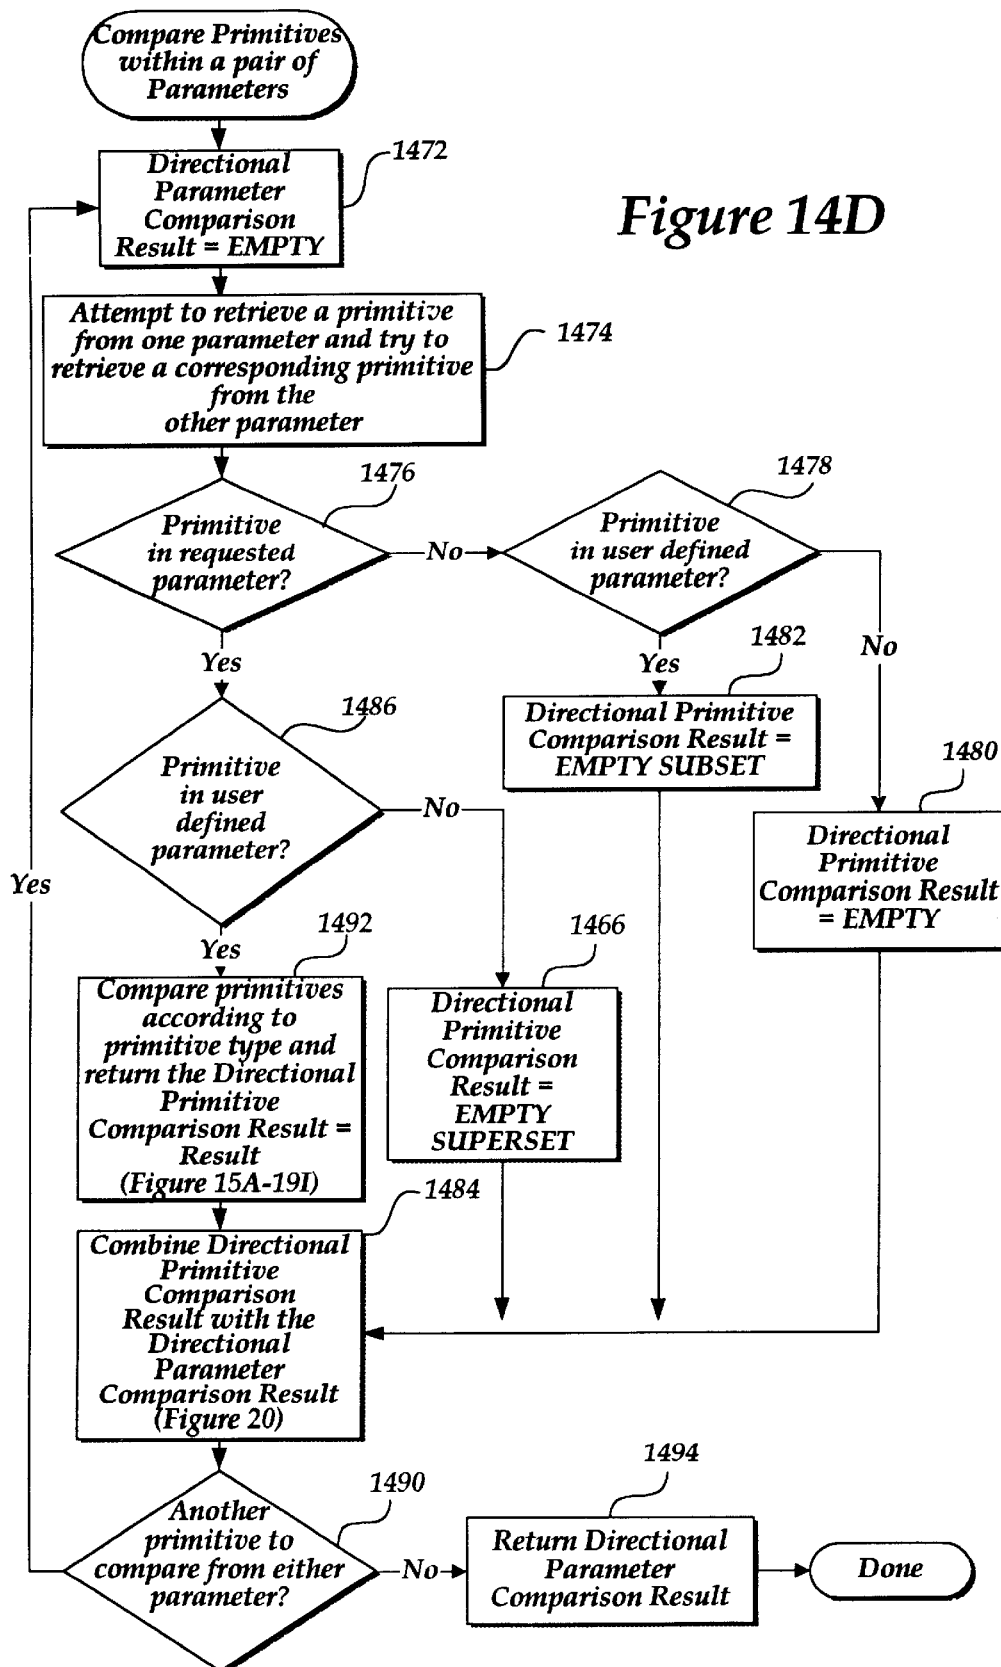 Compare Primitives
within a pair of
Parameters
1472
Directional
Parameter
Comparison
Result = EMPTY
Figure 14D
Attempt to retrieve a primitive
from one parameter and try to
retrieve a corresponding primitive
from the
other parameter
1474
1476
Primitive
in requested
parameter?
No
1478
Primitive
in user defined
parameter?
No
Yes
Yes
1482
Directional Primitive
Comparison Result =
EMPTY SUBSET
1486
Primitive
in user
defined
parameter?
No
1480
Directional
Primitive
Comparison Result
= EMPTY
Yes
Yes
1492
Compare primitives
according to
primitive type and
return the Directional
Primitive
Comparison Result =
Result
(Figure 15A-19I)
1466
Directional
Primitive
Comparison
Result =
EMPTY
SUPERSET
1484
Combine Directional
Primitive
Comparison
Result with the
Directional
Parameter
Comparison Result
(Figure 20)
1490
Another
primitive to
compare from either
parameter?
No
1494
Return Directional
Parameter
Comparison Result
Done